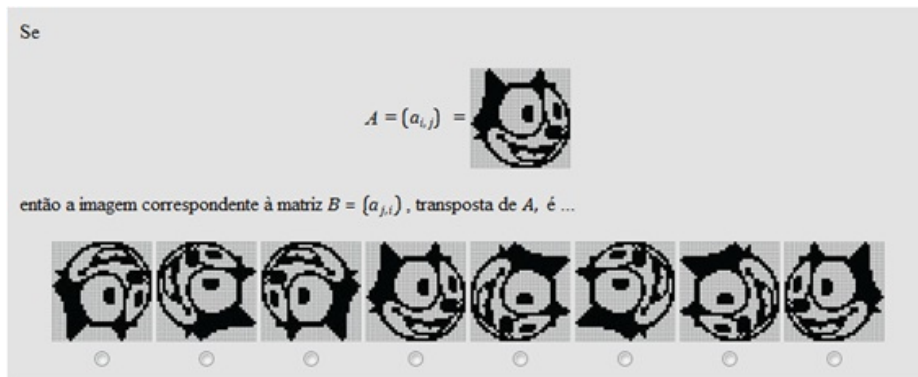 Se
A = (a_{i,j}) =
então a imagem correspondente à matriz B = (a_{j,i}) , transposta de A, é ...